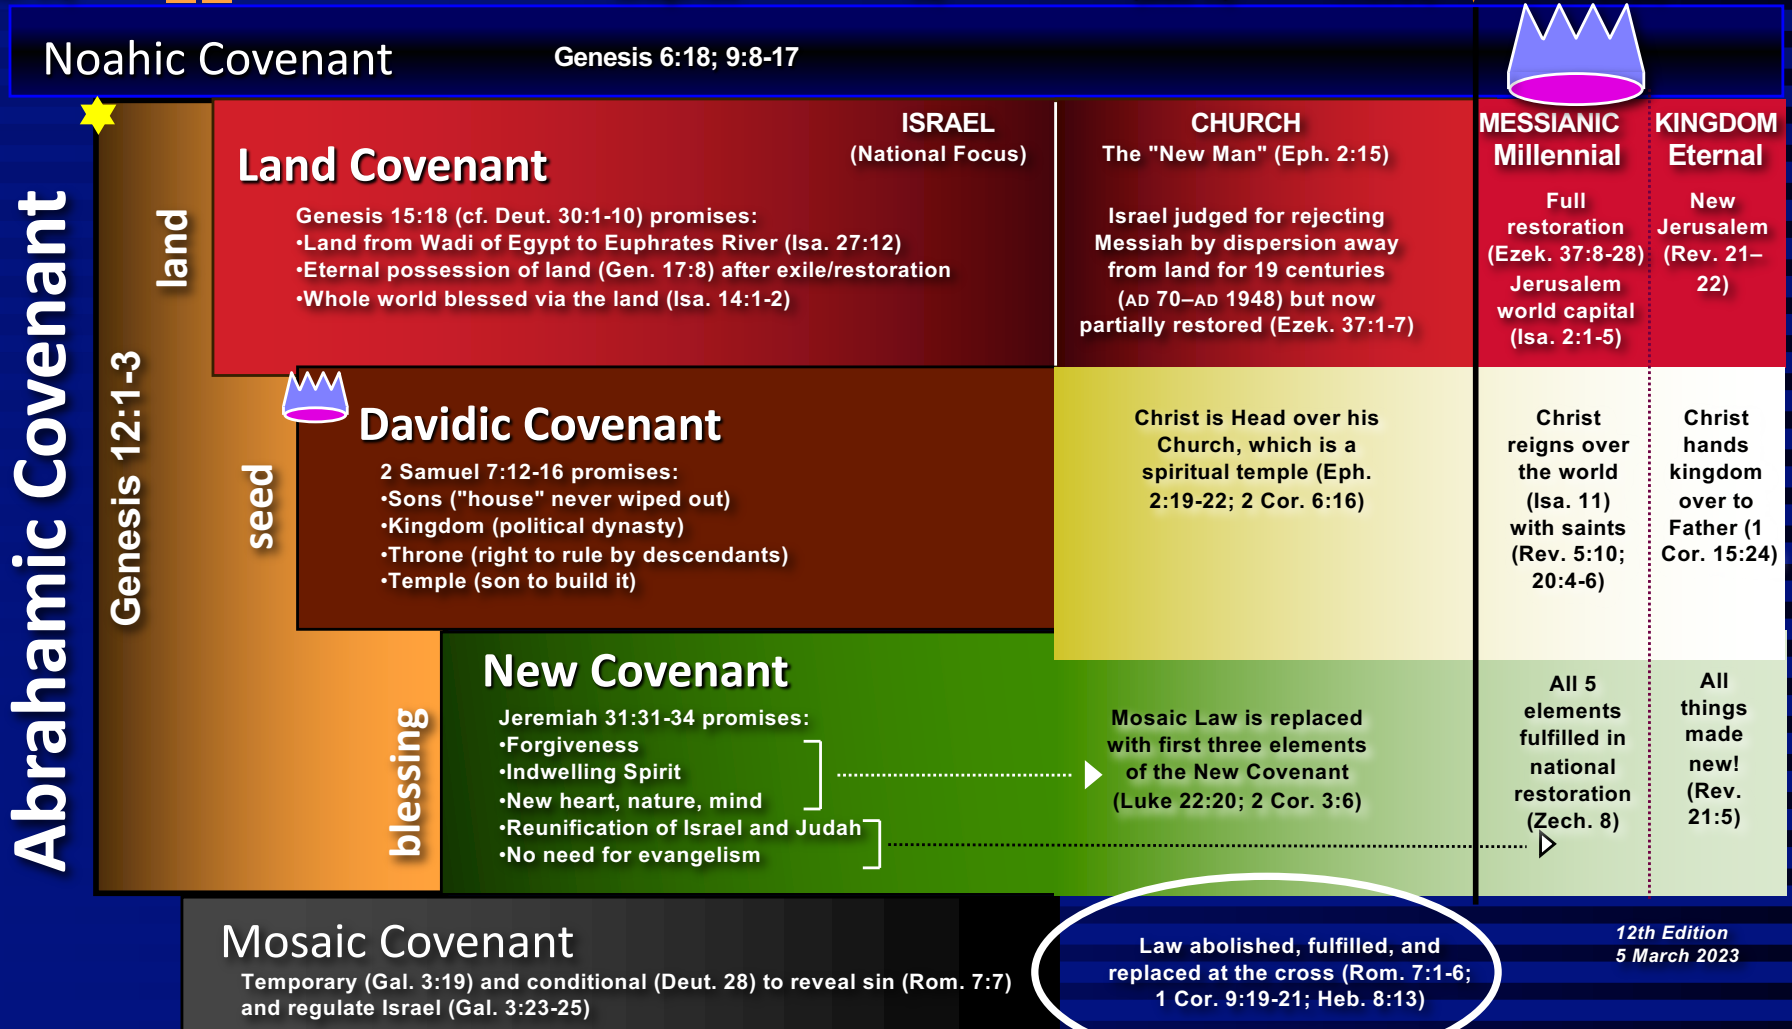 Noahic Covenant
Genesis 6:18; 9:8-17
Abrahamic Covenant
Genesis 12:1-3
land
seed
blessing
Land Covenant
Genesis 15:18 (cf. Deut. 30:1-10) promises:
•Land from Wadi of Egypt to Euphrates River (Isa. 27:12)
•Eternal possession of land (Gen. 17:8) after exile/restoration
•Whole world blessed via the land (Isa. 14:1-2)
ISRAEL
(National Focus)
CHURCH
The "New Man" (Eph. 2:15)
Israel judged for rejecting
Messiah by dispersion away
from land for 19 centuries
(AD 70–AD 1948) but now
partially restored (Ezek. 37:1-7)
MESSIANIC
Millennial
Full
restoration
(Ezek. 37:8-28)
Jerusalem
world capital
(Isa. 2:1-5)
KINGDOM
Eternal
New
Jerusalem
(Rev. 21–
22)
Davidic Covenant
2 Samuel 7:12-16 promises:
•Sons ("house" never wiped out)
•Kingdom (political dynasty)
•Throne (right to rule by descendants)
•Temple (son to build it)
Christ is Head over his
Church, which is a
spiritual temple (Eph.
2:19-22; 2 Cor. 6:16)
Christ
reigns over
the world
(Isa. 11)
with saints
(Rev. 5:10;
20:4-6)
Christ
hands
kingdom
over to
Father (1
Cor. 15:24)
New Covenant
Jeremiah 31:31-34 promises:
•Forgiveness
•Indwelling Spirit
•New heart, nature, mind
•Reunification of Israel and Judah
•No need for evangelism
Mosaic Law is replaced
with first three elements
of the New Covenant
(Luke 22:20; 2 Cor. 3:6)
All 5
elements
fulfilled in
national
restoration
(Zech. 8)
All
things
made
new!
(Rev.
21:5)
Mosaic Covenant
Temporary (Gal. 3:19) and conditional (Deut. 28) to reveal sin (Rom. 7:7)
and regulate Israel (Gal. 3:23-25)
Law abolished, fulfilled, and
replaced at the cross (Rom. 7:1-6;
1 Cor. 9:19-21; Heb. 8:13)
12th Edition
5 March 2023